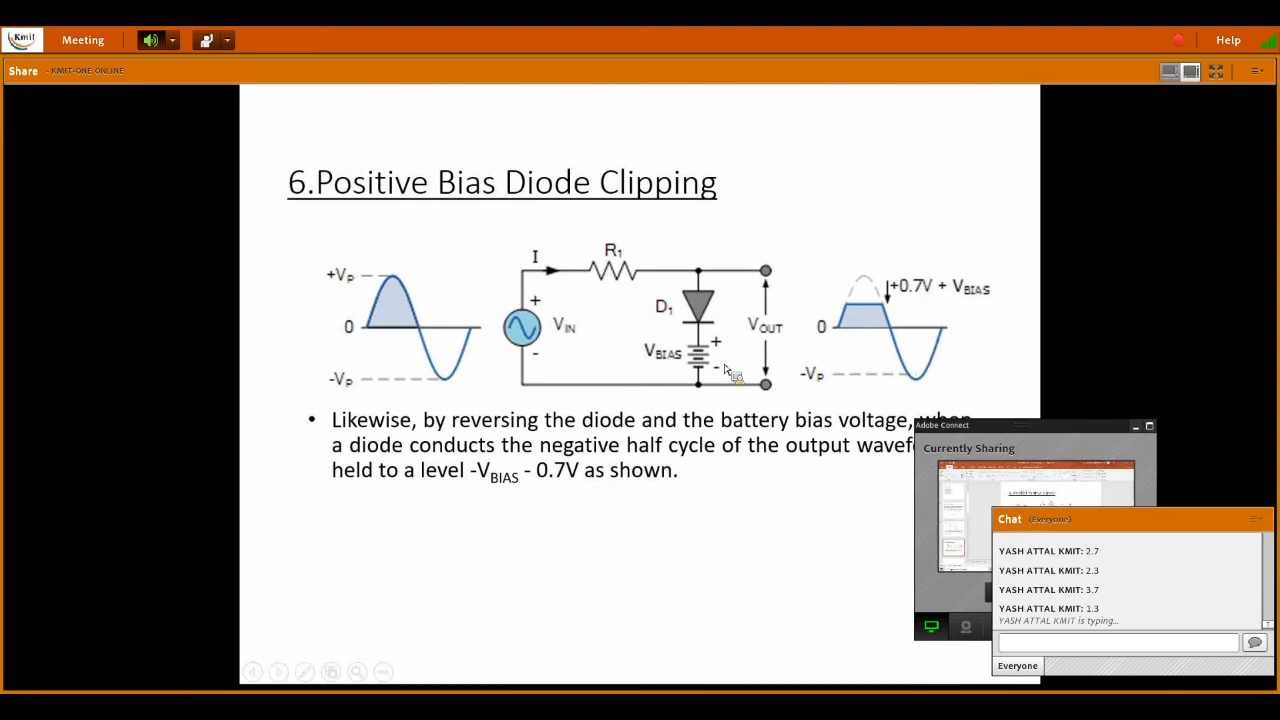 Kmit
Meeting
Help
Share - KMIT-ONE ONLINE
6.Positive Bias Diode Clipping
+VP
0
-VP
I
R1
+
VIN
-
D1
VBIAS
+
-
VOUT
+0.7V + VBIAS
0
-VP
• Likewise, by reversing the diode and the battery bias voltage, when
a diode conducts the negative half cycle of the output
held to a level -VBIAS - 0.7V as shown.
Adobe Connect
Currently Sharing
Chat (Everyone)
YASH ATTAL KMIT: 2.7
YASH ATTAL KMIT: 2.3
YASH ATTAL KMIT: 3.7
YASH ATTAL KMIT: 1.3
YASH ATTAL KMIT is typing...
Everyone